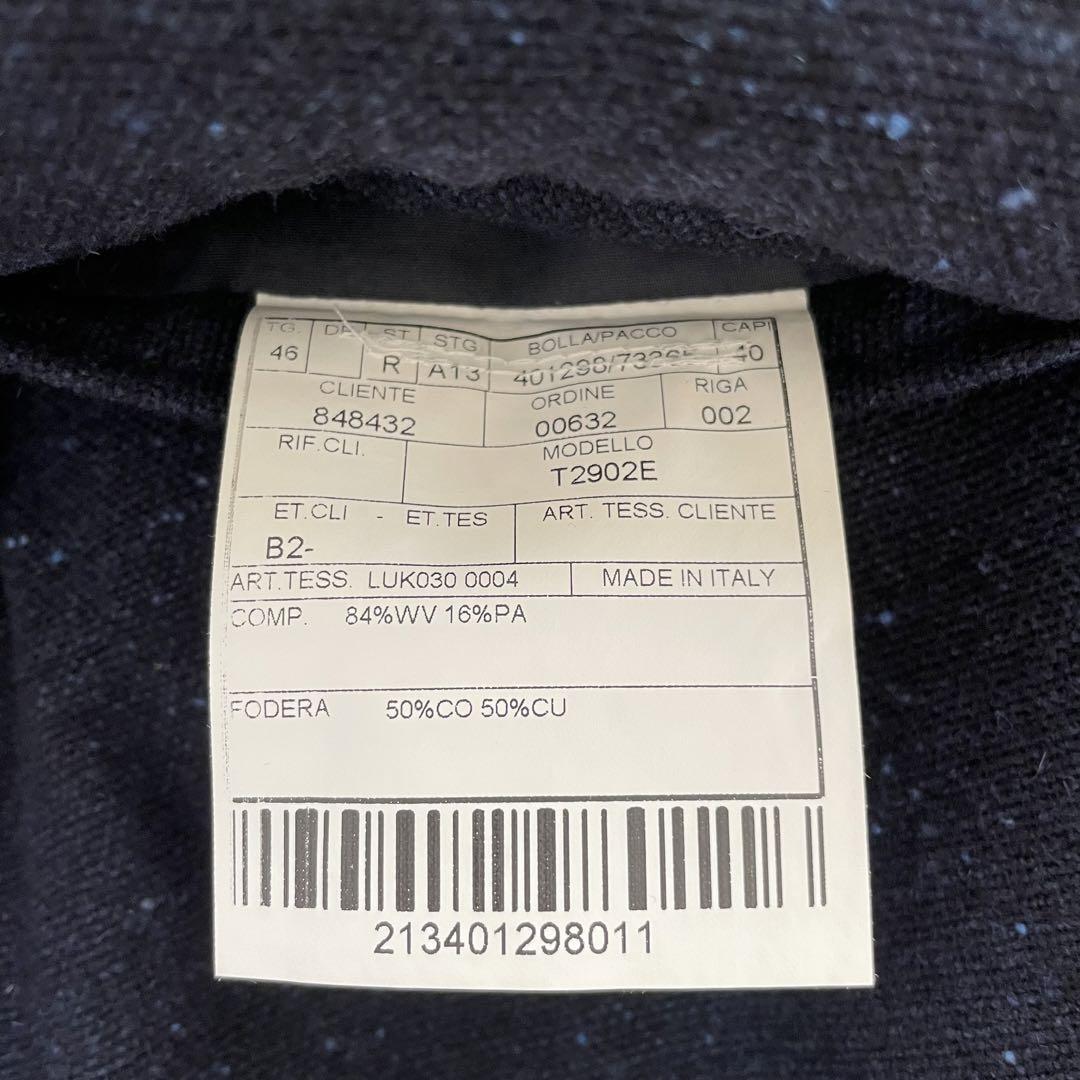 TG. ST STG BOLLA/PACCO CAPI
46 R A13 40
CLIENTE ORDINE RIGA
848432 00632 002
RIF.CLI. MODELLO
T2902E
ET.CLI - ET.TES ART. TESS. CLIENTE
B2-
ART.TESS. LUK030 0004 MADE IN ITALY
COMP. 84%WV 16%PA
FODERA 50%CO 50%CU
213401298011